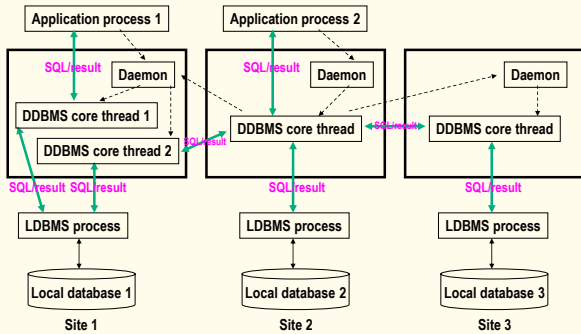 Application process 1
Application process 2
SQL/result
Daemon
SQL/result
Daemon
Daemon
DDBMS core thread 1
DDBMS core thread
SQL/result
DDBMS core thread
SQL/result
DDBMS core thread 2
SQL/result
SQL/result
SQL/result
SQL/result
LDBMS process
LDBMS process
LDBMS process
Local database 1
Local database 2
Local database 3
Site 1
Site 2
Site 3